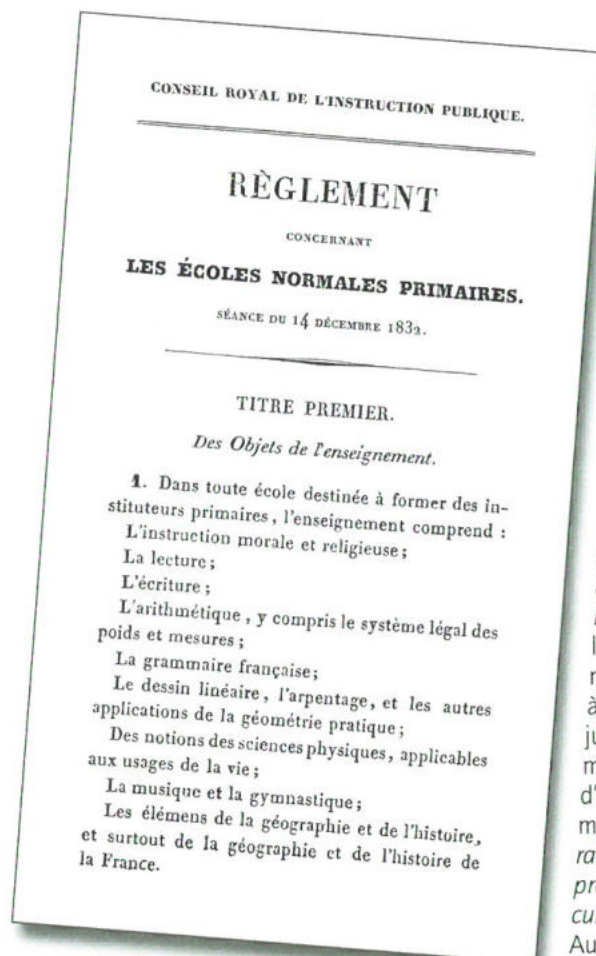 CONSEIL ROYAL DE L'INSTRUCTION PUBLIQUE.
RÈGLEMENT
CONCERNANT
LES ÉCOLES NORMALES PRIMAIRES.
SÉANCE DU 14 DÉCEMBRE 1832.
TITRE PREMIER.
Des Objets de l'enseignement.
1. Dans toute école destinée à former des in-
stituteurs primaires, l'enseignement comprend :
L'instruction morale et religieuse ;
La lecture ;
L'écriture ;
L'arithmétique, y compris le système légal des
poids et mesures ;
La grammaire française ;
Le dessin linéaire, l'arpentage, et les autres
applications de la géométrie pratique ;
Des notions des sciences physiques, applicables
aux usages de la vie ;
La musique et la gymnastique ;
Les élémens de la géographie et de l'histoire,
et surtout de la géographie et de l'histoire de
la France.
à
d'
Au